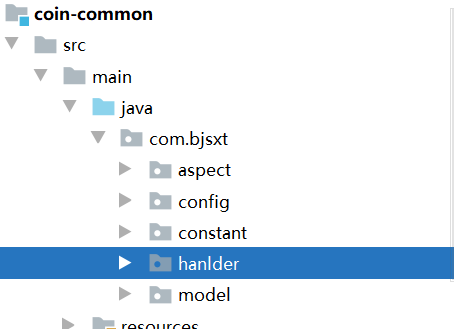 coin-common
src
main
java
com.bjsxt
aspect
config
constant
hanlder
model
resources